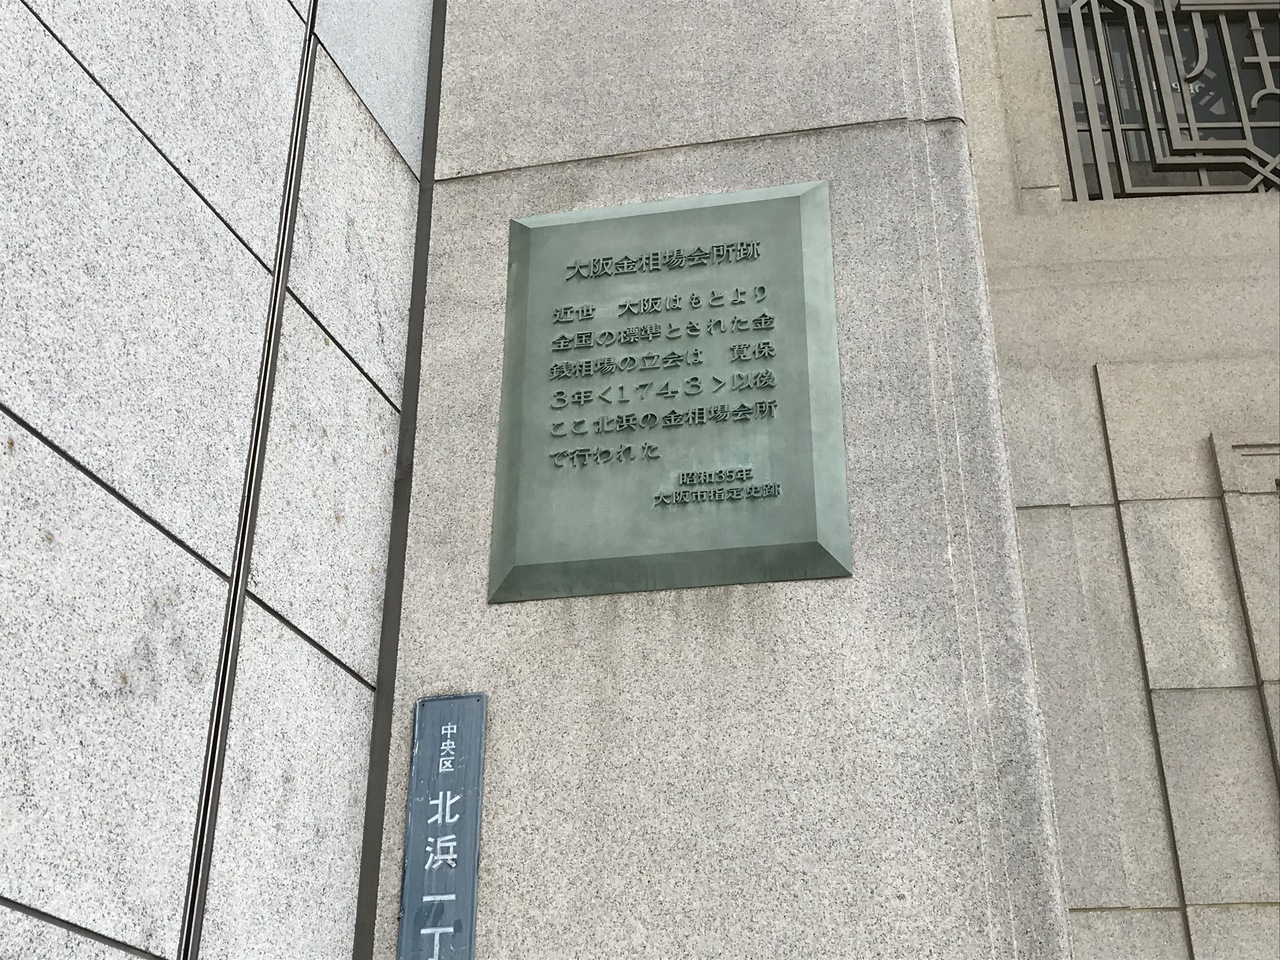 大阪金相場会所跡
近世　大阪はもとより
全国の標準とされた金
銭相場の立会は　寛保
3年<1743>以後
ここ北浜の金相場会所
で行われた
昭和35年
大阪市指定史跡
中央区
北浜一丁